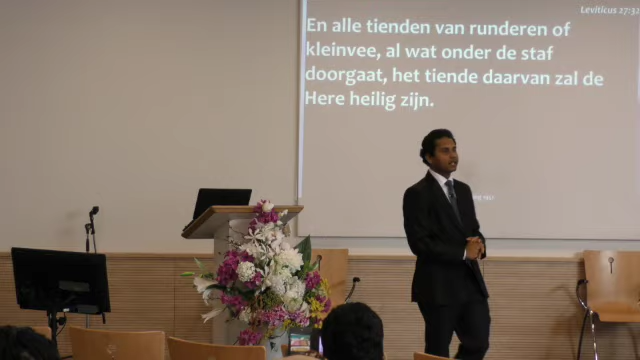 Leviticus 27:32
En alle tienden van runderen of
kleinvee, al wat onder de staf
doorgaat, het tiende daarvan zal de
Here heilig zijn.